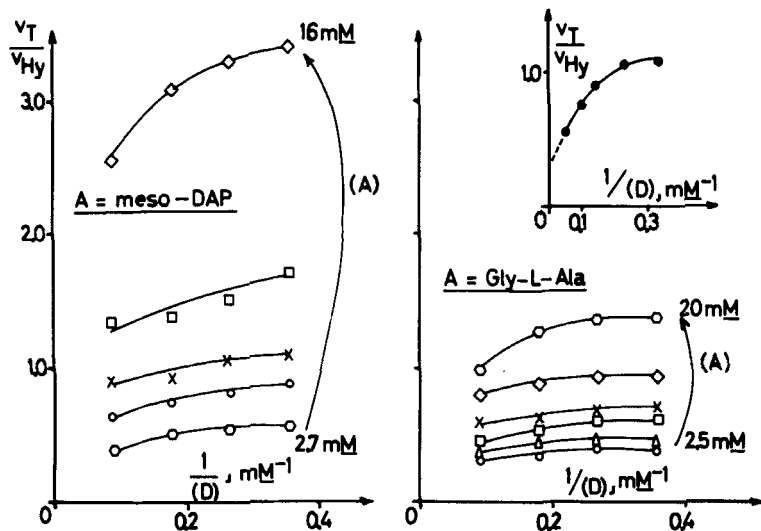 v_T
v_Hy
3.0
2.0
1.0
0
0.2
0.4
1
(D) , mM⁻¹
A = meso-DAP
16 mM
(A)
2.7 mM
v_T
v_Hy
1.0
0
0.1
0.3
1/(D), mM⁻¹
A = Gly-L-Ala
20 mM
(A)
2.5 mM
0
0.2
0.4
1/(D), mM⁻¹